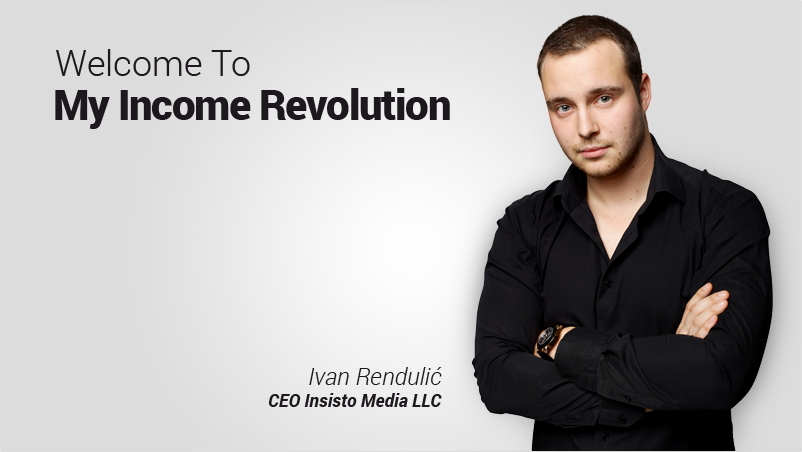 Welcome To
My Income Revolution
Ivan Rendulić
CEO Insisto Media LLC